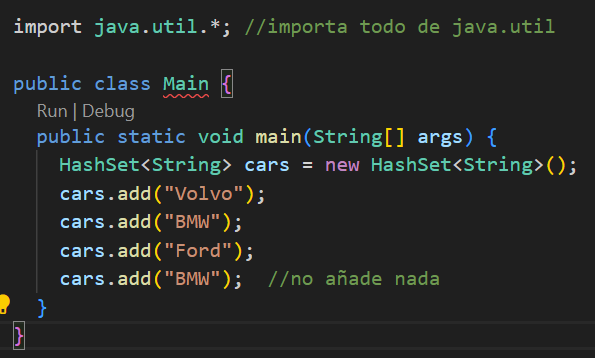 import java.util.*; //importa todo de java.util
public class Main {
Run | Debug
public static void main(String[] args) {
HashSet<String> cars = new HashSet<String>();
cars.add("Volvo");
cars.add("BMW");
cars.add("Ford");
cars.add("BMW");  //no añade nada
}
}